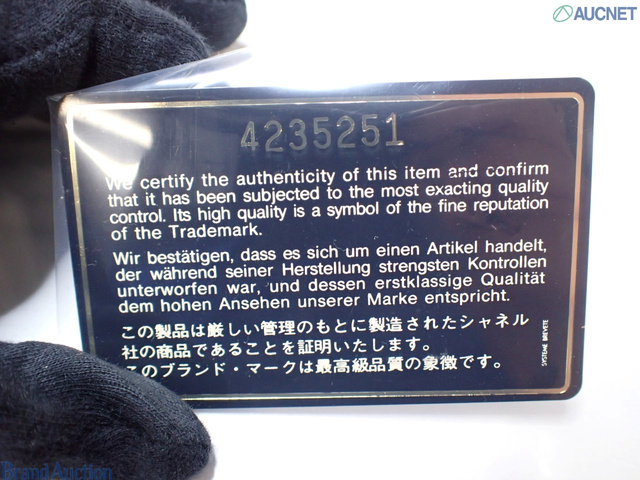 AUCNET
4235251
We certify the authenticity of this item and confirm
that it has been subjected to the most exacting quality
control. Its high quality is a symbol of the fine reputation
of the Trademark.
Wir bestätigen, dass es sich um einen Artikel handelt,
der während seiner Herstellung strengsten Kontrollen
unterworfen war, und dessen erstklassige Qualität
dem hohen Ansehen unserer Marke entspricht.
この製品は厳しい管理のもとに製造されたシャネル
社の商品であることを証明いたします。
このブランド・マークは最高級品質の象徴です。
SYSTEME BREVETE
Brand Auction